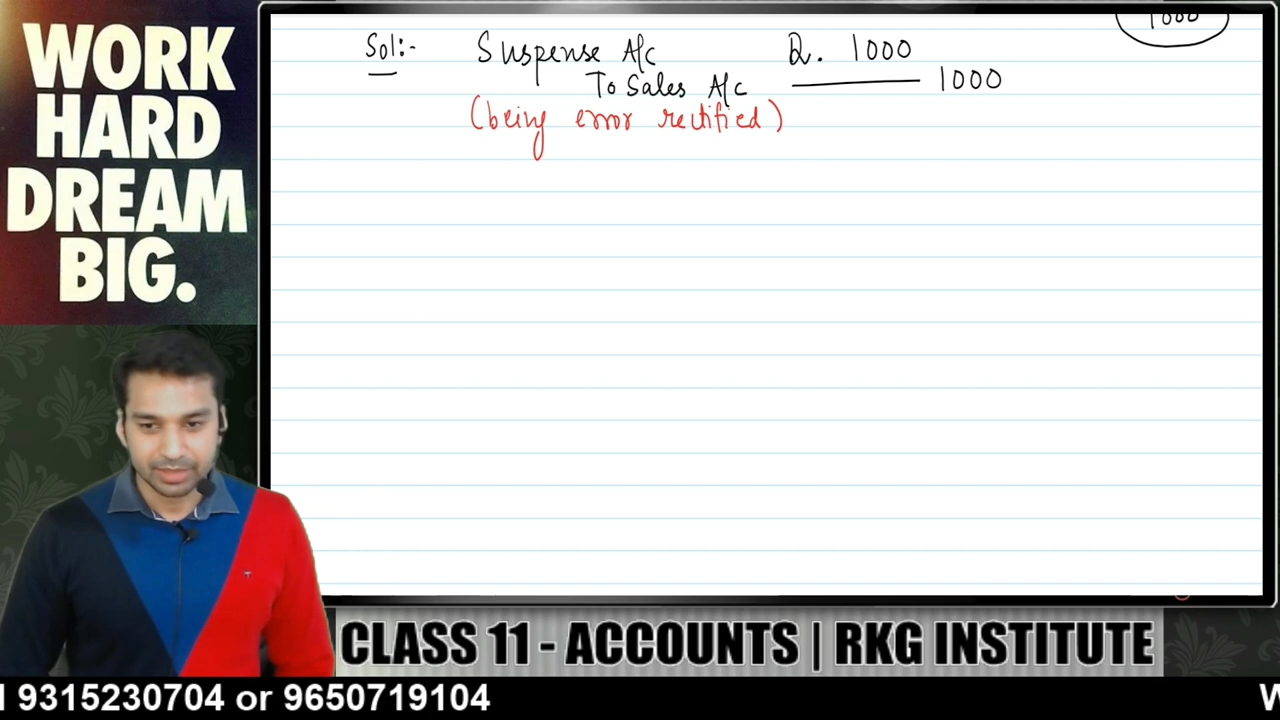 WORK
HARD
DREAM
BIG.
1000
Sol:- Suspense A/c Dr. 1000
To Sales A/c 1000
(being error rectified)
CLASS 11 - ACCOUNTS | RKG INSTITUTE
9315230704 or 9650719104